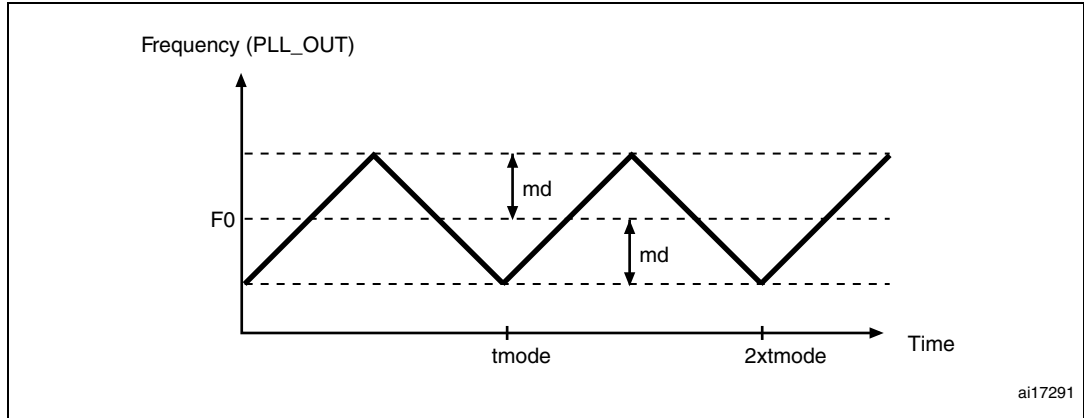 Frequency (PLL_OUT)
md
F0
md
tmode
2xtmode
Time
ai17291